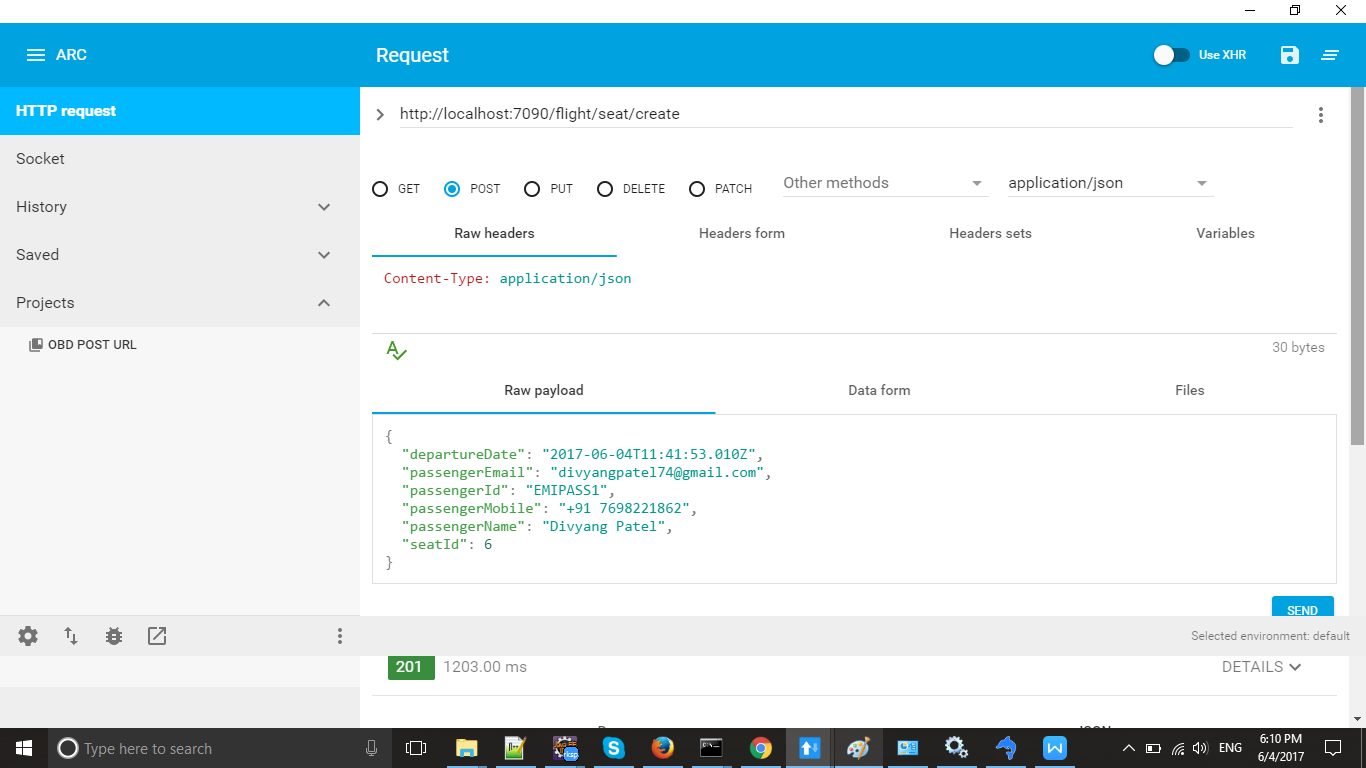 ARC
Request
Use XHR
HTTP request
http://localhost:7090/flight/seat/create
Socket
GET
POST
PUT
DELETE
PATCH
Other methods
application/json
History
Raw headers
Headers form
Headers sets
Variables
Saved
Content-Type: application/json
Projects
OBD POST URL
30 bytes
Raw payload
Data form
Files
{
"departureDate": "2017-06-04T11:41:53.010Z",
"passengerEmail": "divyangpatel74@gmail.com",
"passengerId": "EMIPASS1",
"passengerMobile": "+91 7698221862",
"passengerName": "Divyang Patel",
"seatId": 6
}
SEND
Selected environment: default
201
1203.00 ms
DETAILS
Type here to search
ENG
6:10 PM
6/4/2017